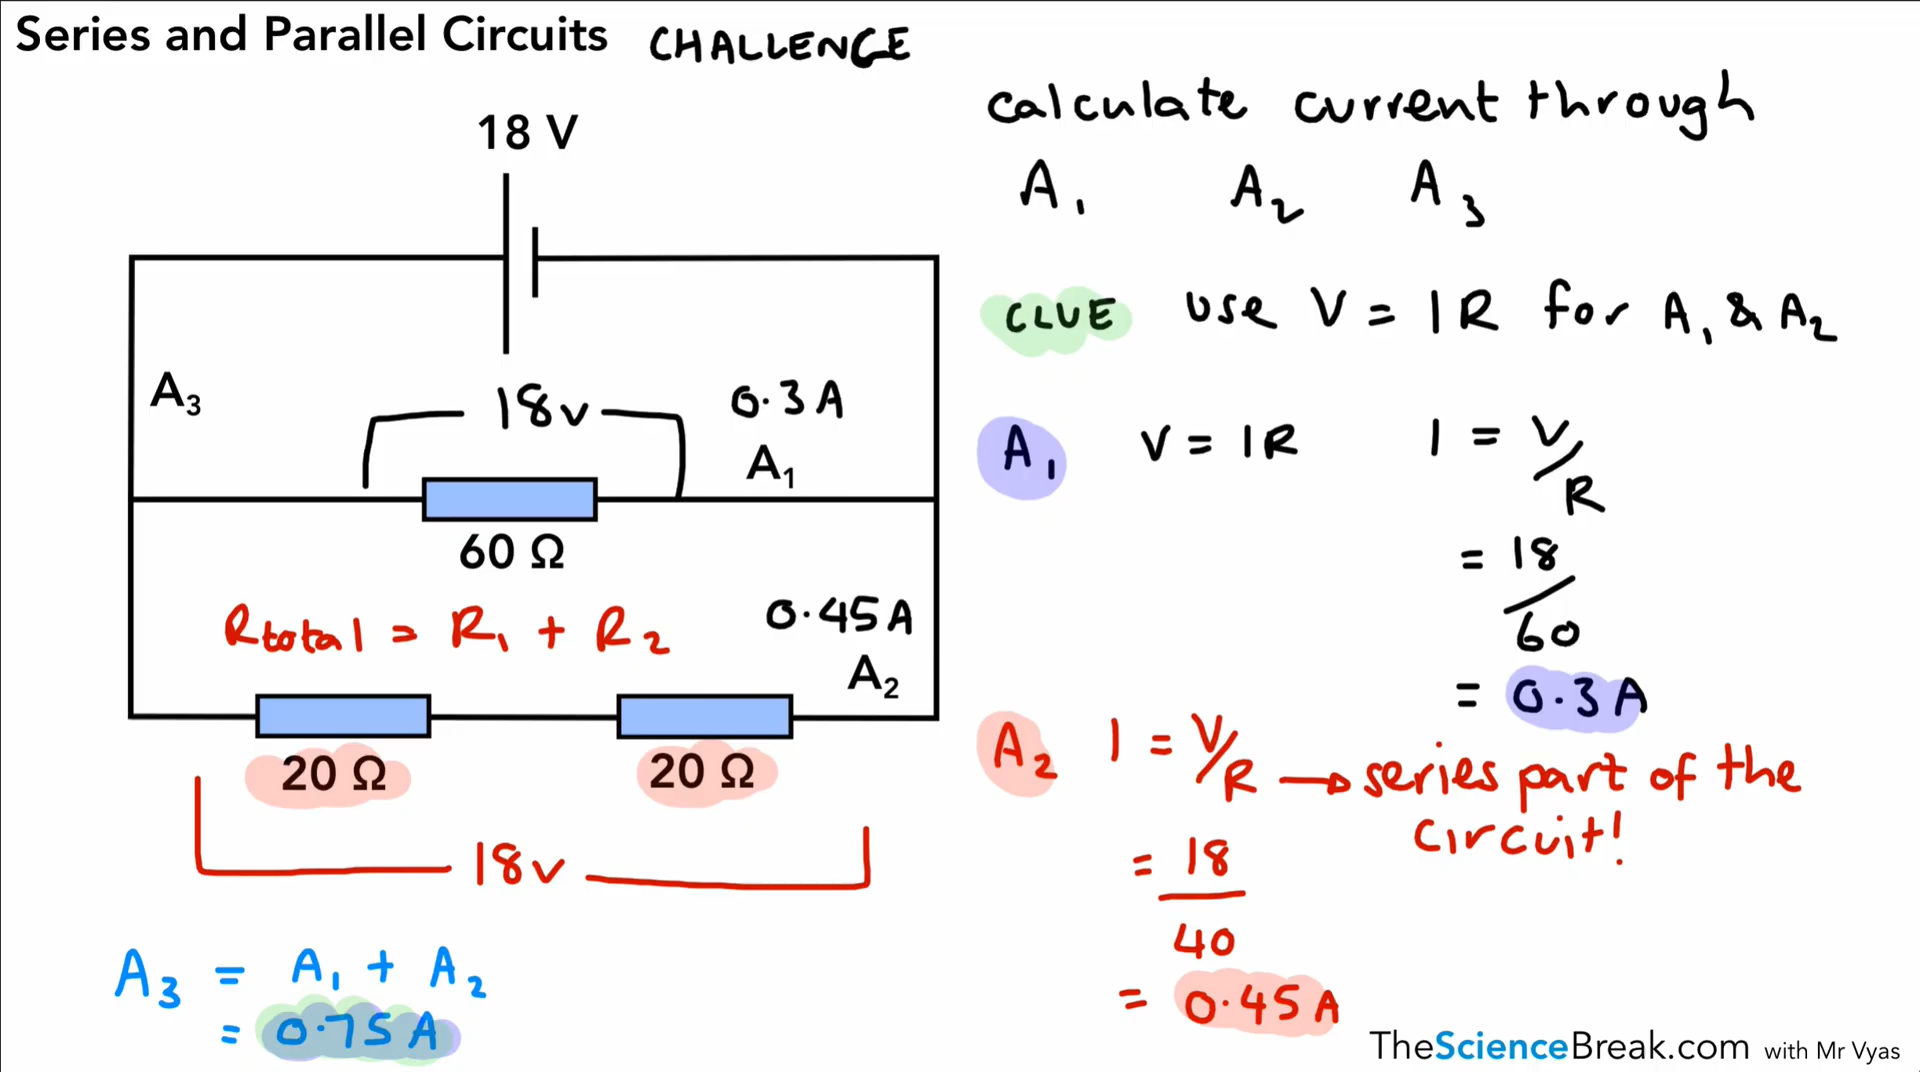 Series and Parallel Circuits CHALLENGE
calculate current through
A₁ A₂ A₃
CLUE use V = IR for A₁ & A₂
18 V
A₃
18v
0.3 A
A₁
60 Ω
Rtotal = R₁ + R₂
0.45 A
A₂
20 Ω
20 Ω
18v
A₃ = A₁ + A₂
= 0.75 A
A₁ V = IR I = V/R
= 18/60
= 0.3 A
A₂ I = V/R → series part of the
circuit!
= 18/40
= 0.45 A
TheScienceBreak.com with Mr Vyas